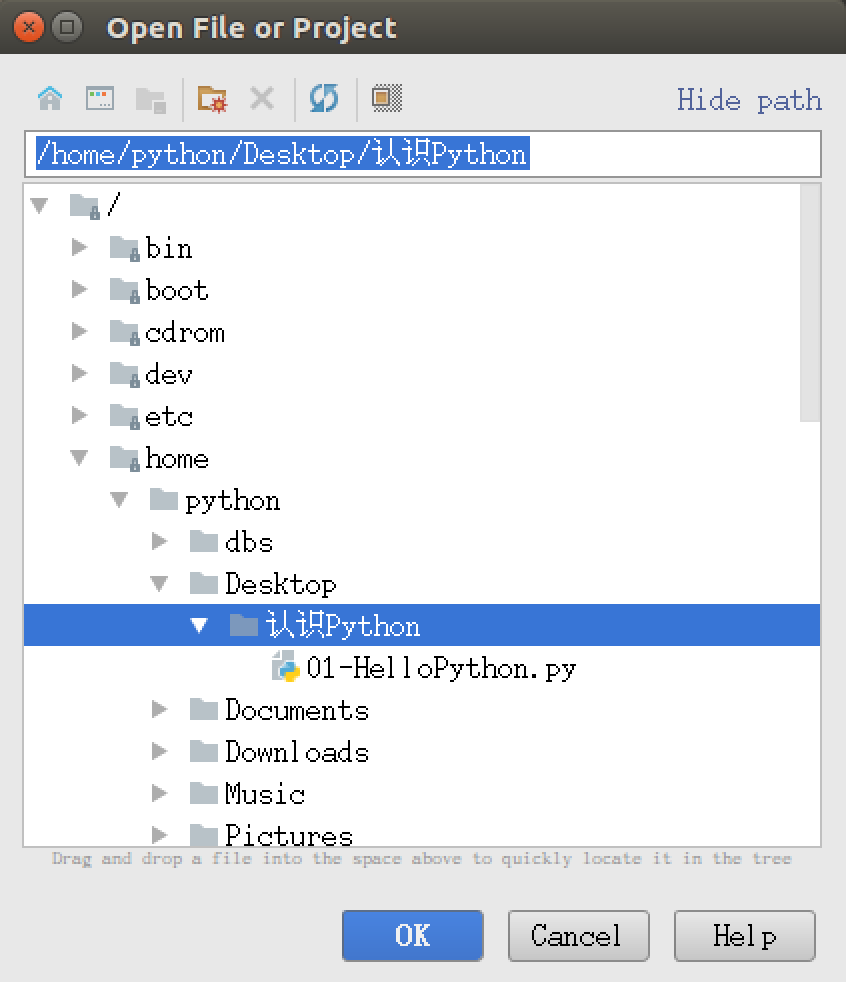 Open File or Project
Hide path
/home/python/Desktop/认识Python
/
bin
boot
cdrom
dev
etc
home
python
dbs
Desktop
认识Python
01-HelloPython.py
Documents
Downloads
Music
Pictures
Drag and drop a file into the space above to quickly locate it in the tree
OK Cancel Help